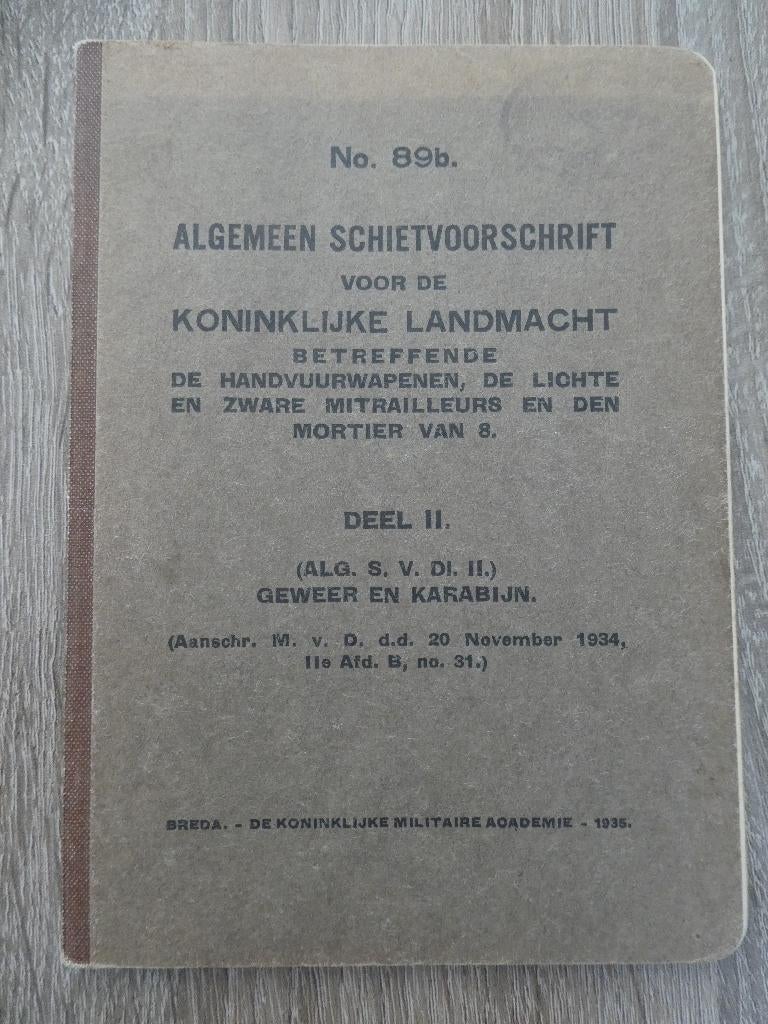 No. 89b.
ALGEMEEN SCHIETVOORSCHRIFT
VOOR DE
KONINKLIJKE LANDMACHT
BETREFFENDE
DE HANDVUURWAPENEN, DE LICHTE
EN ZWARE MITRAILLEURS EN DEN
MORTIER VAN 8.
DEEL II.
(ALG. S. V. Dl. II.)
GEWEER EN KARABIJN.
(Aanschr. M. v. D. d.d. 20 November 1934,
IIe Afd. B, no. 31.)
BREDA. - DE KONINKLIJKE MILITAIRE ACADEMIE - 1935.